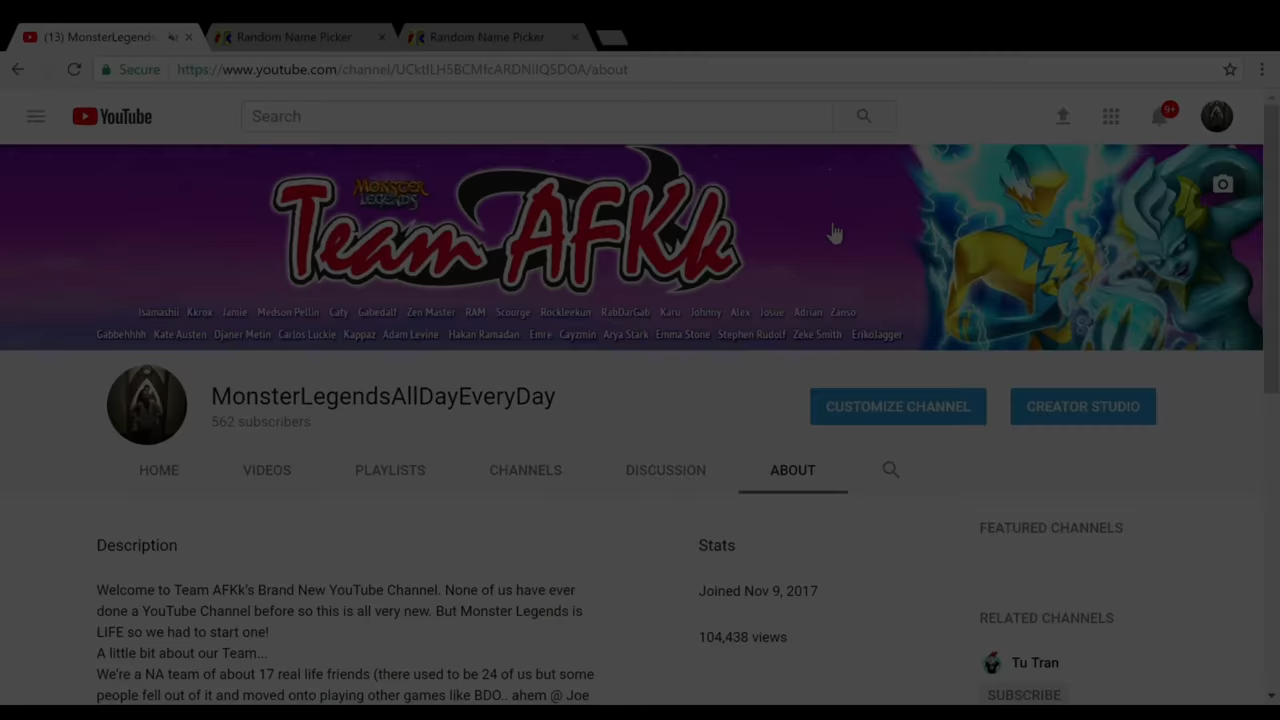 (13) MonsterLegends
Random Name Picker
Random Name Picker
Secure
https://www.youtube.com/channel/UCktlLH5BCMfcARDNIlQ5DOA/about
YouTube
Search
9+
MONSTER LEGENDS
Team AFKk
Isamashii Kkrox Jamie Medson Pellin Caty Gabedalf Zen Master RAM Scourge Rockleekun RabDarGab Karu Johnny Alex Josue Adrian Zanso
Gabbehhhh Kate Austen Djaner Metin Carlos Luckie Kappaz Adam Levine Hakan Ramadan Emre Cayzmin Arya Stark Emma Stone Stephen Rudolf Zeke Smith ErikoJagger
MonsterLegendsAllDayEveryDay
562 subscribers
CUSTOMIZE CHANNEL
CREATOR STUDIO
HOME
VIDEOS
PLAYLISTS
CHANNELS
DISCUSSION
ABOUT
Description
Welcome to Team AFKk's Brand New YouTube Channel. None of us have ever
done a YouTube Channel before so this is all very new. But Monster Legends is
LIFE so we had to start one!
A little bit about our Team...
We're a NA team of about 17 real life friends (there used to be 24 of us but some
people fell out of it and moved onto playing other games like BDO.. ahem @ Joe
Stats
Joined Nov 9, 2017
104,438 views
FEATURED CHANNELS
RELATED CHANNELS
Tu Tran
SUBSCRIBE